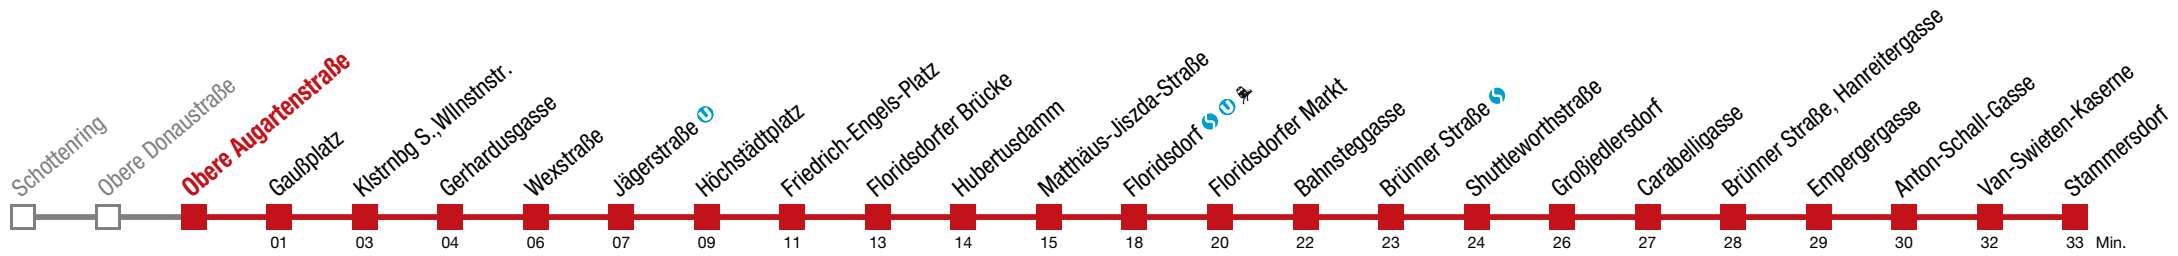 Schottenring
Obere Donaustraße
Obere Augartenstraße
Gaußplatz
Klstrnbg S.,Wllnstnstr.
Gerhardusgasse
Wexstraße
Jägerstraße U
Höchstädtplatz
Friedrich-Engels-Platz
Floridsdorfer Brücke
Hubertusdamm
Matthäus-Jiszda-Straße
Floridsdorf S U
Floridsdorfer Markt
Bahnsteggasse
Brünner Straße S
Shuttleworthstraße
Großjedlersdorf
Carabelligasse
Brünner Straße, Hanreitergasse
Empergergasse
Anton-Schall-Gasse
Van-Swieten-Kaserne
Stammersdorf
01 03 04 06 07 09 11 13 14 15 18 20 22 23 24 26 27 28 29 30 32 33 Min.